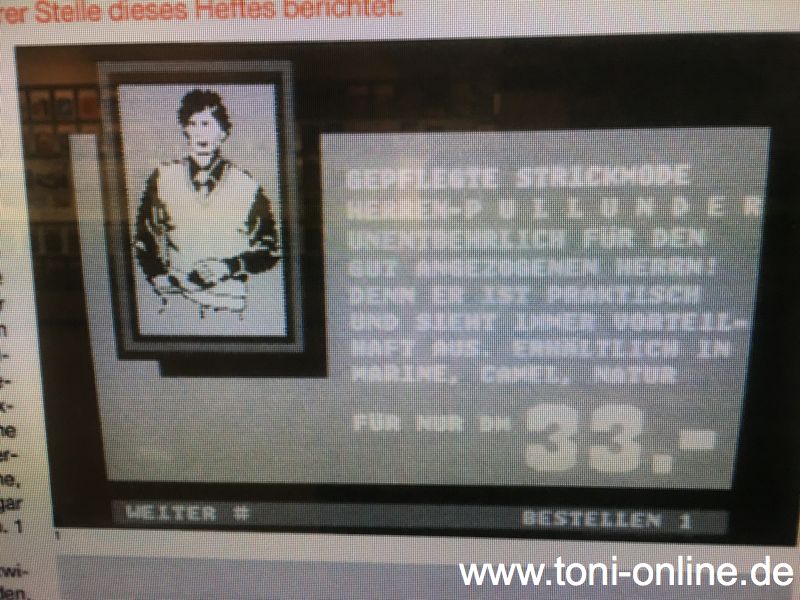 rer Stelle dieses Heftes berichtet.
GEPFLEGTE STRICKMODE
HERREN-PULLUNDER
UNENTBEHRLICH FÜR DEN
GUT ANGEZOGENEN HERRN!
DENN ER IST PRAKTISCH
UND SIEHT IMMER VORTEIL-
HAFT AUS. ERHÄLTLICH IN
MARINE, CAMEL, NATUR
FÜR NUR DM 33.-
WEITER #
BESTELLEN 1
1
www.toni-online.de